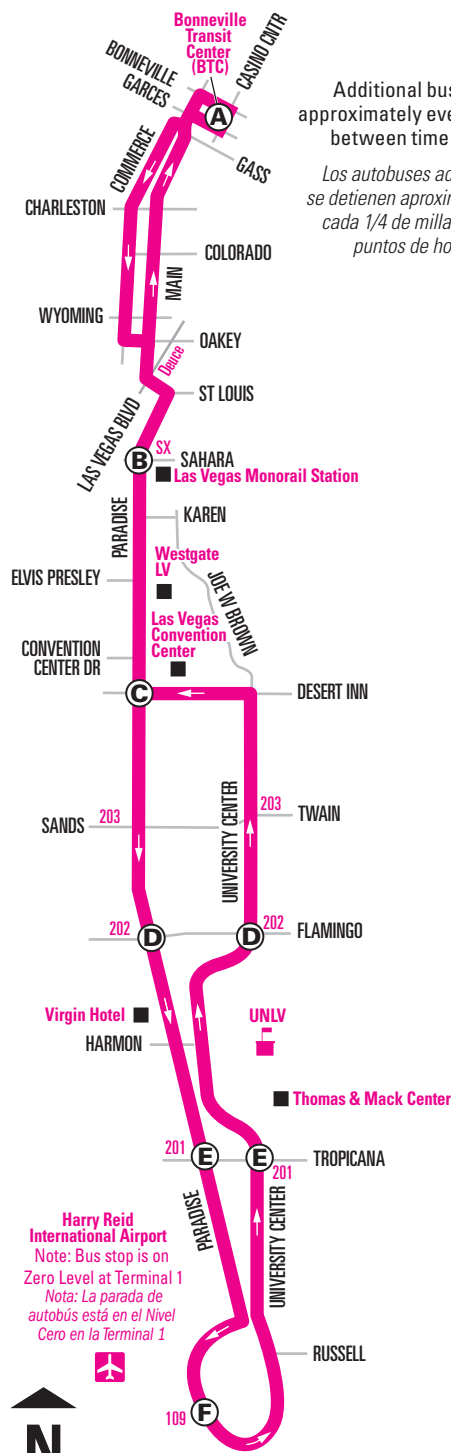 Bonneville
Transit
Center
(BTC)
BONNEVILLE
GARCES
CASINO CNTR
A
GASS
COMMERCE
Additional bus
approximately eve
between time
Los autobuses ad
se detienen aproxim
cada 1/4 de milla
puntos de ho
CHARLESTON
COLORADO
MAIN
WYOMING
OAKEY
Deuce
ST LOUIS
LAS VEGAS BLVD
B
SX
SAHARA
Las Vegas Monorail Station
PARADISE
KAREN
Westgate
LV
ELVIS PRESLEY
JOE W BROWN
Las Vegas
Convention
Center
CONVENTION
CENTER DR
C
DESERT INN
UNIVERSITY CENTER
203
SANDS
203
TWAIN
202
D
D
202
FLAMINGO
Virgin Hotel
UNLV
HARMON
Thomas & Mack Center
201
E
E
201
TROPICANA
PARADISE
UNIVERSITY CENTER
Harry Reid
International Airport
Note: Bus stop is on
Zero Level at Terminal 1
Nota: La parada de
autobús está en el Nivel
Cero en la Terminal 1
RUSSELL
109
F
N